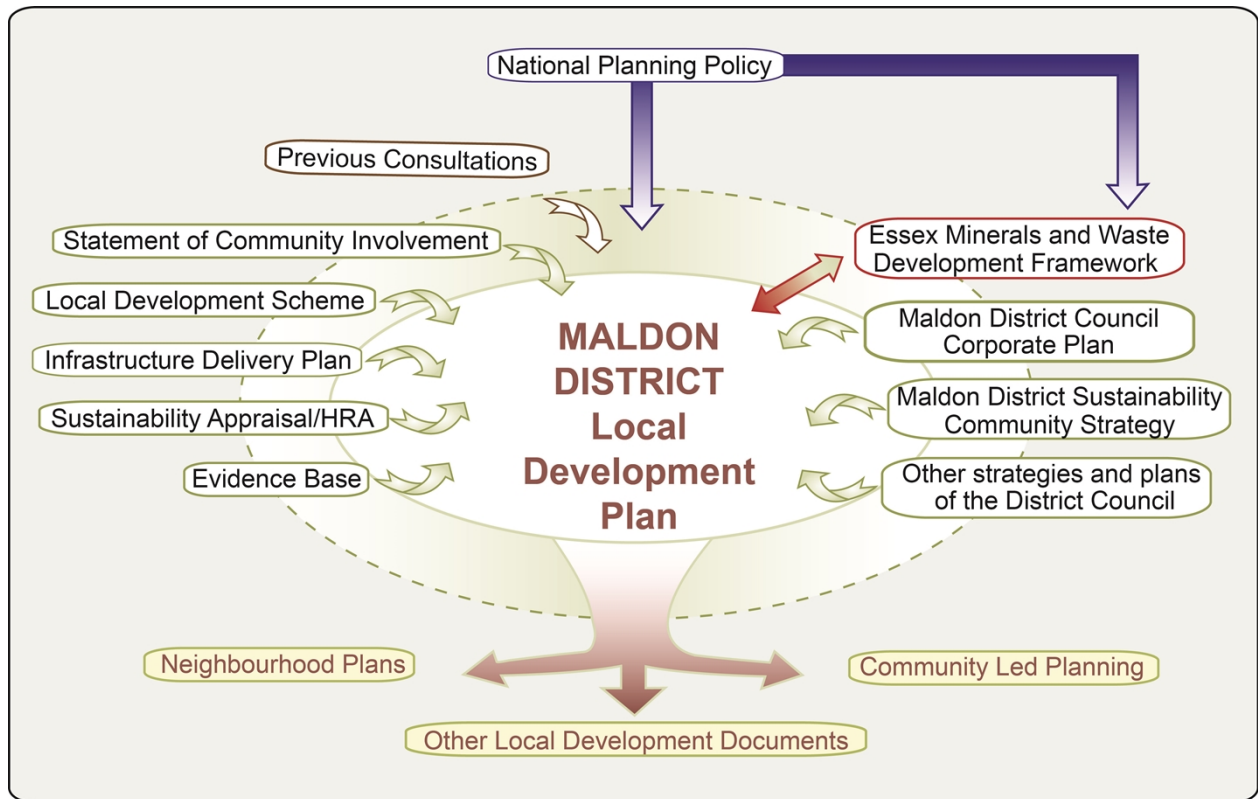 National Planning Policy
Previous Consultations
Statement of Community Involvement
Local Development Scheme
Infrastructure Delivery Plan
Sustainability Appraisal/HRA
Evidence Base
MALDON
DISTRICT
Local
Development
Plan
Essex Minerals and Waste
Development Framework
Maldon District Council
Corporate Plan
Maldon District Sustainability
Community Strategy
Other strategies and plans
of the District Council
Neighbourhood Plans
Community Led Planning
Other Local Development Documents